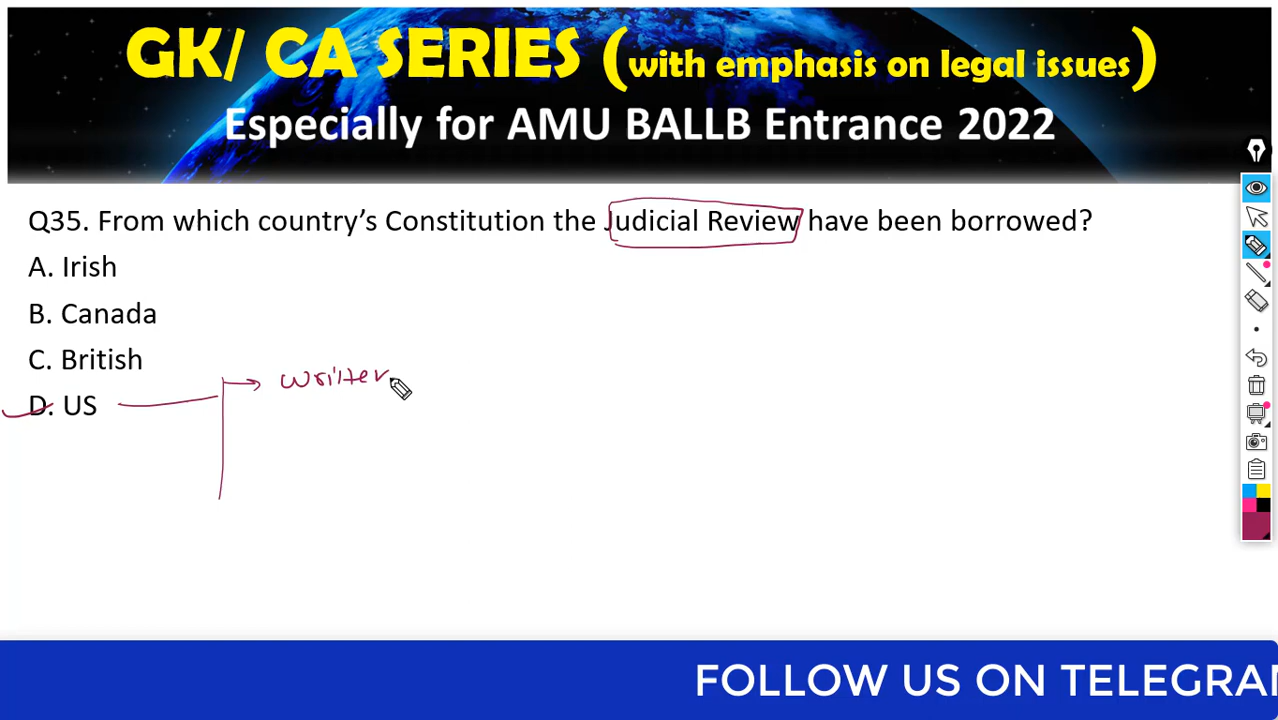 GK/ CA SERIES (with emphasis on legal issues)
Especially for AMU BALLB Entrance 2022
Q35. From which country's Constitution the Judicial Review have been borrowed?
A. Irish
B. Canada
C. British
writter
D. US
FOLLOW US ON TELEGRA